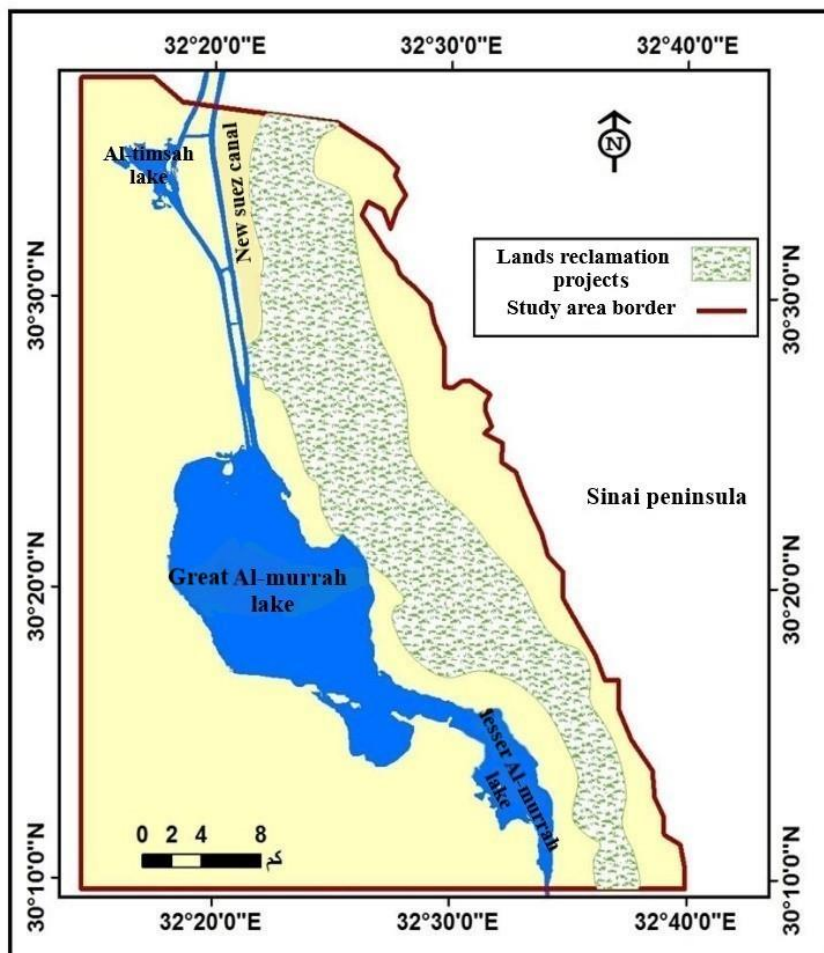 32°20'0"E
32°30'0"E
32°40'0"E
Al-timsah
lake
New suez canal
30°30'0"N
30°30'0"N
Lands reclamation
projects
Study area border
N
Sinai peninsula
Great Al-murrah
lake
30°20'0"N
30°20'0"N
lesser Al-murrah
lake
0 2 4 8
كم
30°10'0"N
30°10'0"N
32°20'0"E
32°30'0"E
32°40'0"E